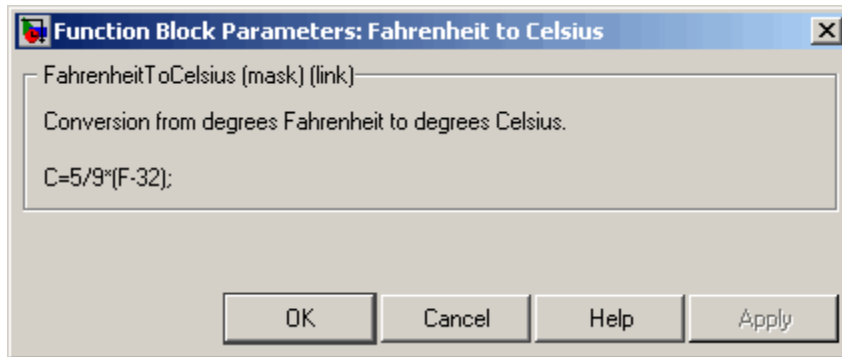 Function Block Parameters: Fahrenheit to Celsius
FahrenheitToCelsius (mask) (link)
Conversion from degrees Fahrenheit to degrees Celsius.
C=5/9*(F-32);
OK Cancel Help Apply